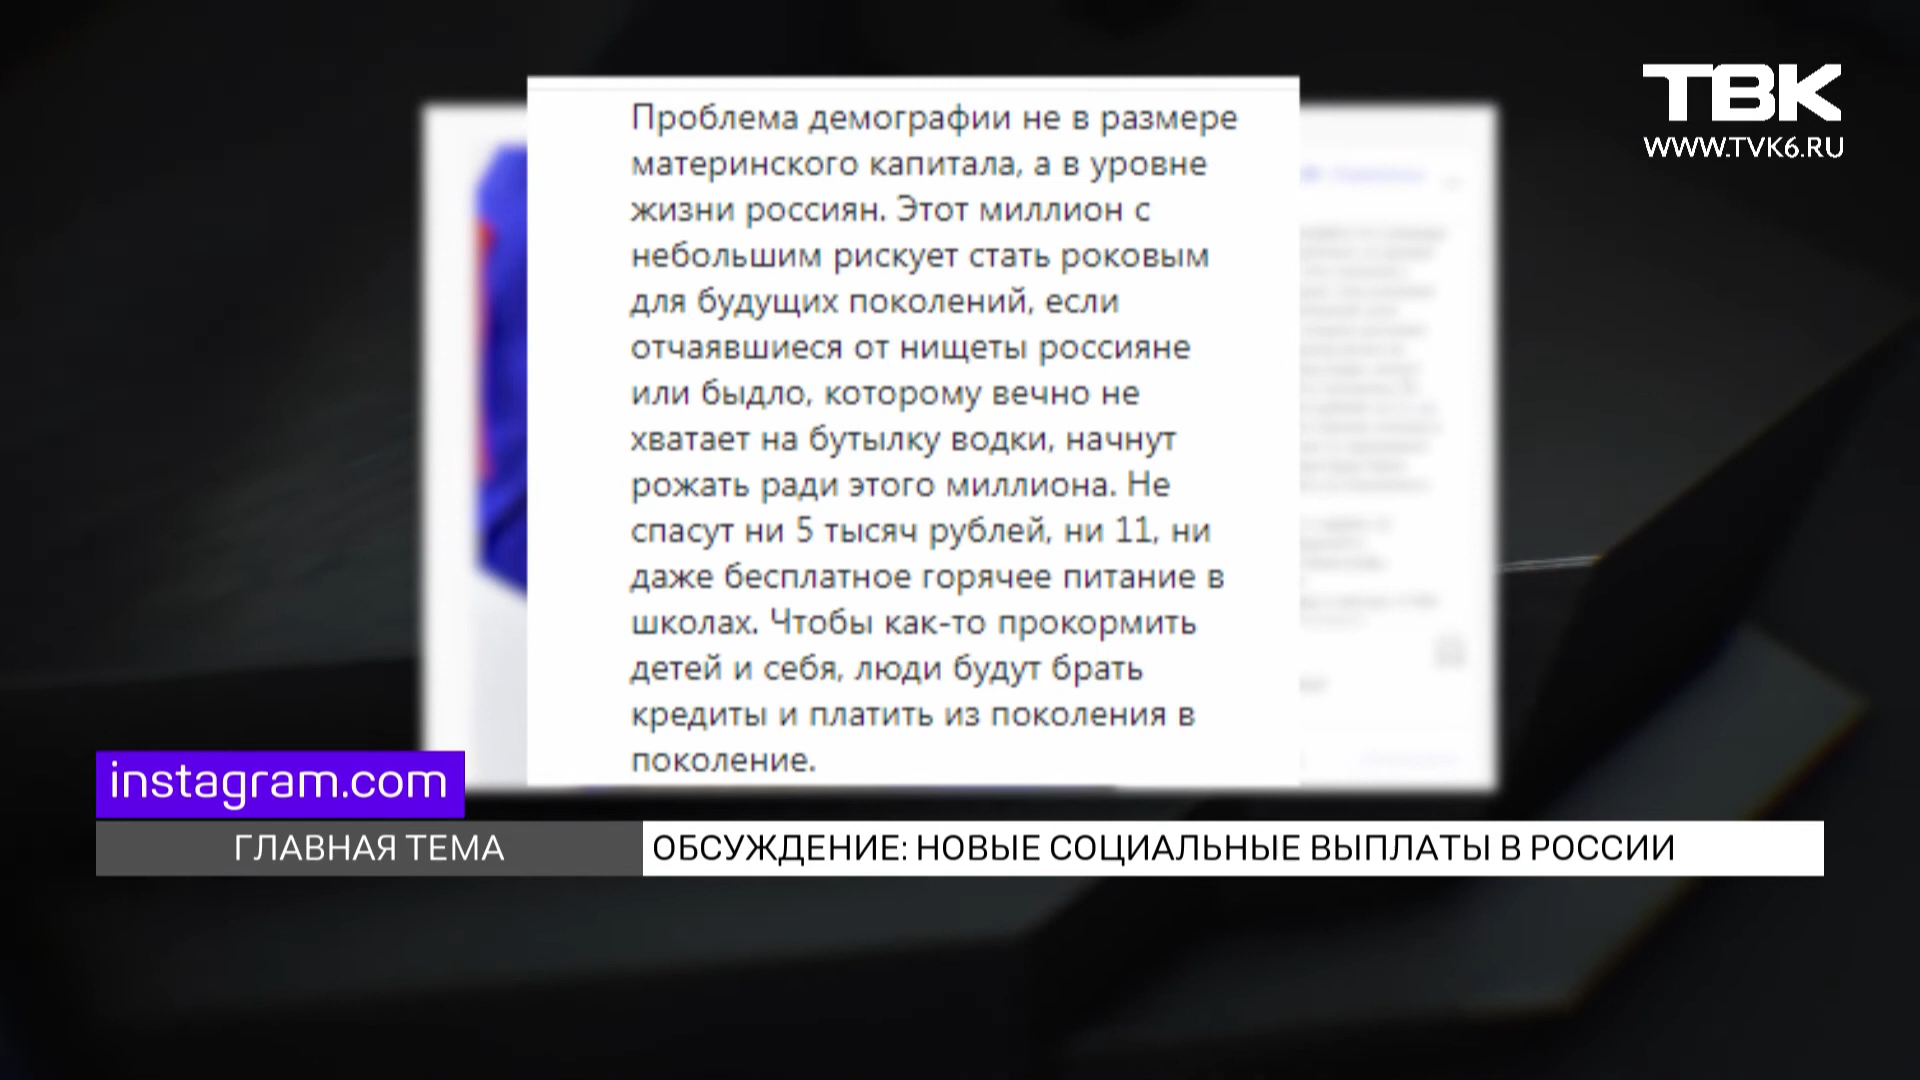 ТВК
WWW.TVK6.RU
Проблема демографии не в размере
материнского капитала, а в уровне
жизни россиян. Этот миллион с
небольшим рискует стать роковым
для будущих поколений, если
отчаявшиеся от нищеты россияне
или быдло, которому вечно не
хватает на бутылку водки, начнут
рожать ради этого миллиона. Не
спасут ни 5 тысяч рублей, ни 11, ни
даже бесплатное горячее питание в
школах. Чтобы как-то прокормить
детей и себя, люди будут брать
кредиты и платить из поколения в
поколение.
instagram.com
ГЛАВНАЯ ТЕМА
ОБСУЖДЕНИЕ: НОВЫЕ СОЦИАЛЬНЫЕ ВЫПЛАТЫ В РОССИИ